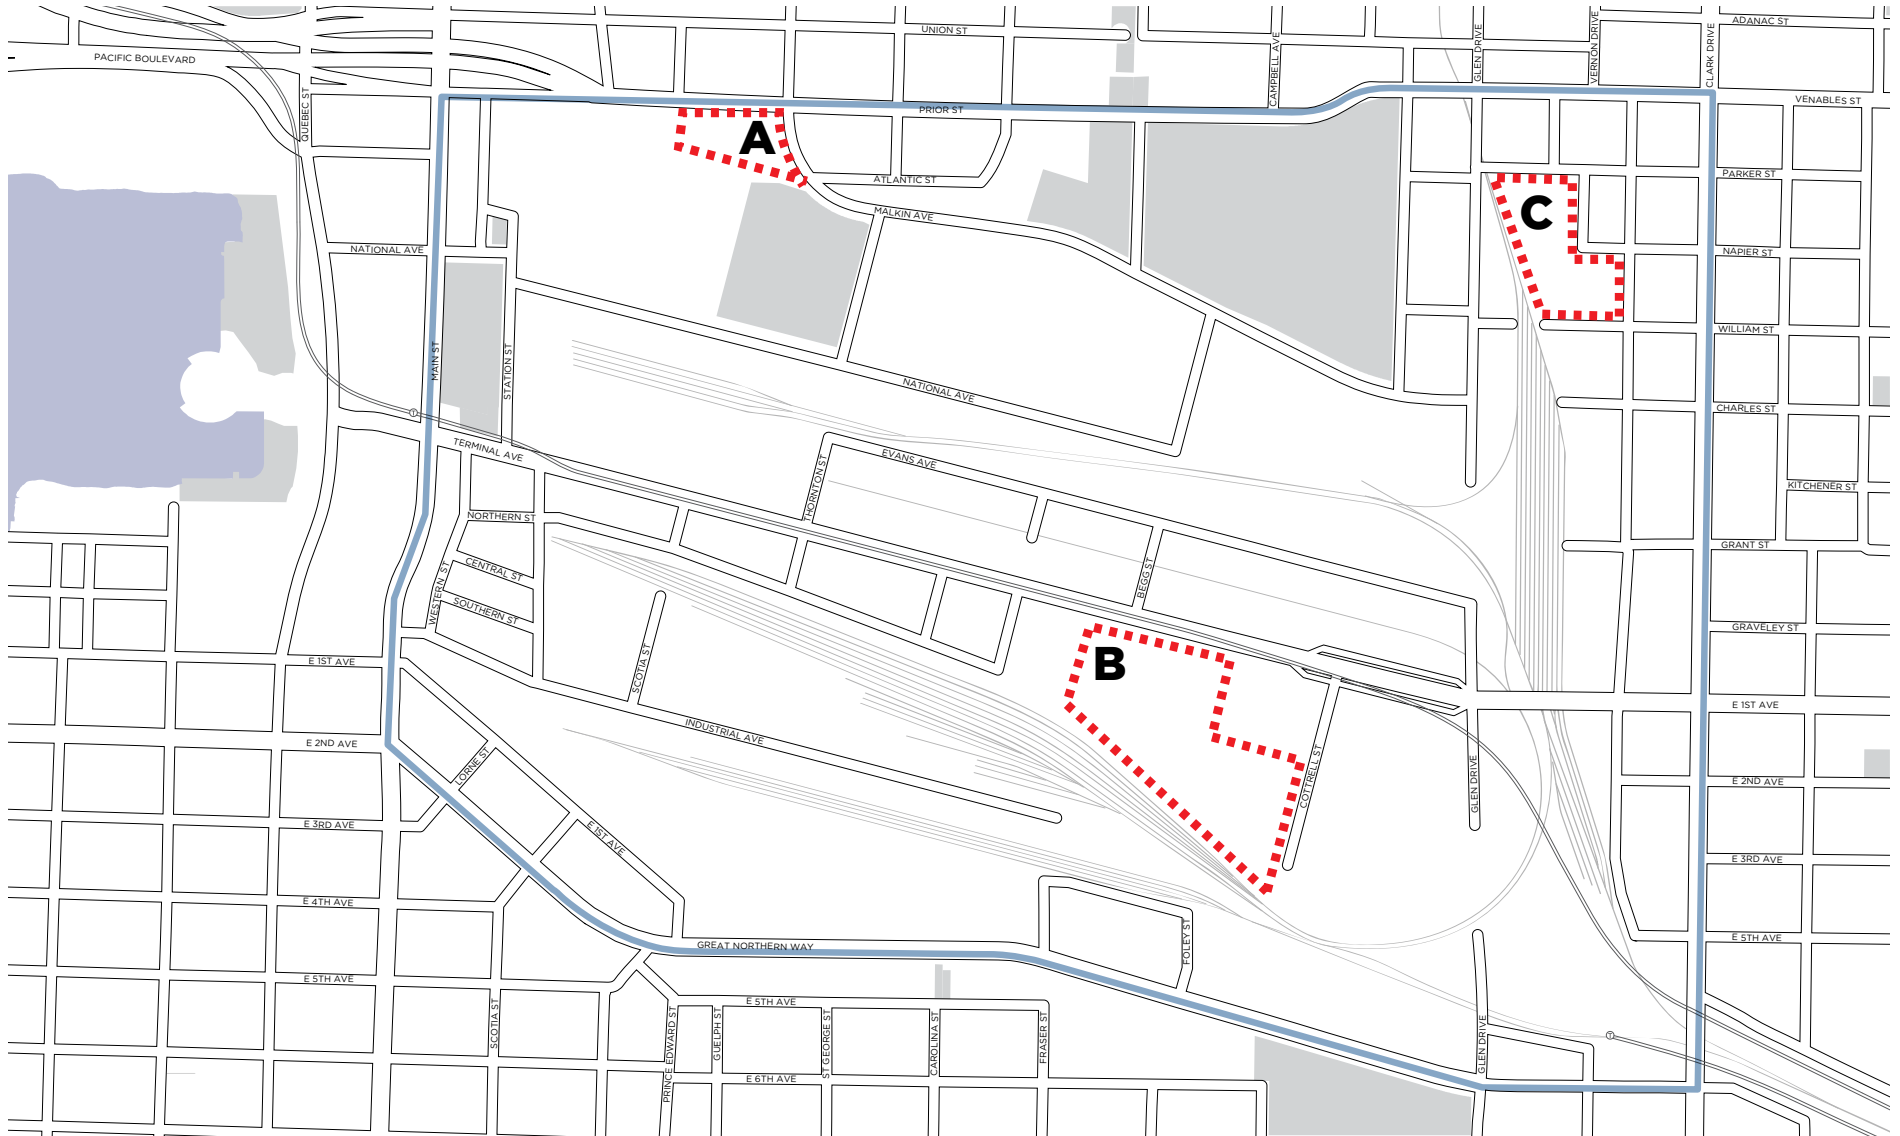 ADANAC ST
UNION ST
PACIFIC BOULEVARD
QUEBEC ST
CAMPBELL AVE
GLEN DRIVE
VERNON DRIVE
CLARK DRIVE
VENABLES ST
PRIOR ST
A
ATLANTIC ST
MALKIN AVE
PARKER ST
C
NATIONAL AVE
NAPIER ST
WILLIAM ST
MAIN ST
STATION ST
NATIONAL AVE
CHARLES ST
TERMINAL AVE
EVANS AVE
THORNTON ST
KITCHENER ST
NORTHERN ST
GRANT ST
CENTRAL ST
WESTERN ST
SOUTHERN ST
BEGG ST
GRAVELEY ST
E 1ST AVE
SCOTIA ST
B
E 1ST AVE
INDUSTRIAL AVE
E 2ND AVE
LORNE ST
COTTRELL ST
GLEN DRIVE
E 2ND AVE
E 3RD AVE
E 1ST AVE
E 3RD AVE
E 4TH AVE
FOLEY ST
E 5TH AVE
GREAT NORTHERN WAY
E 5TH AVE
E 5TH AVE
SCOTIA ST
PRINCE EDWARD ST
GUELPH ST
ST GEORGE ST
CAROLINA ST
FRASER ST
GLEN DRIVE
E 6TH AVE